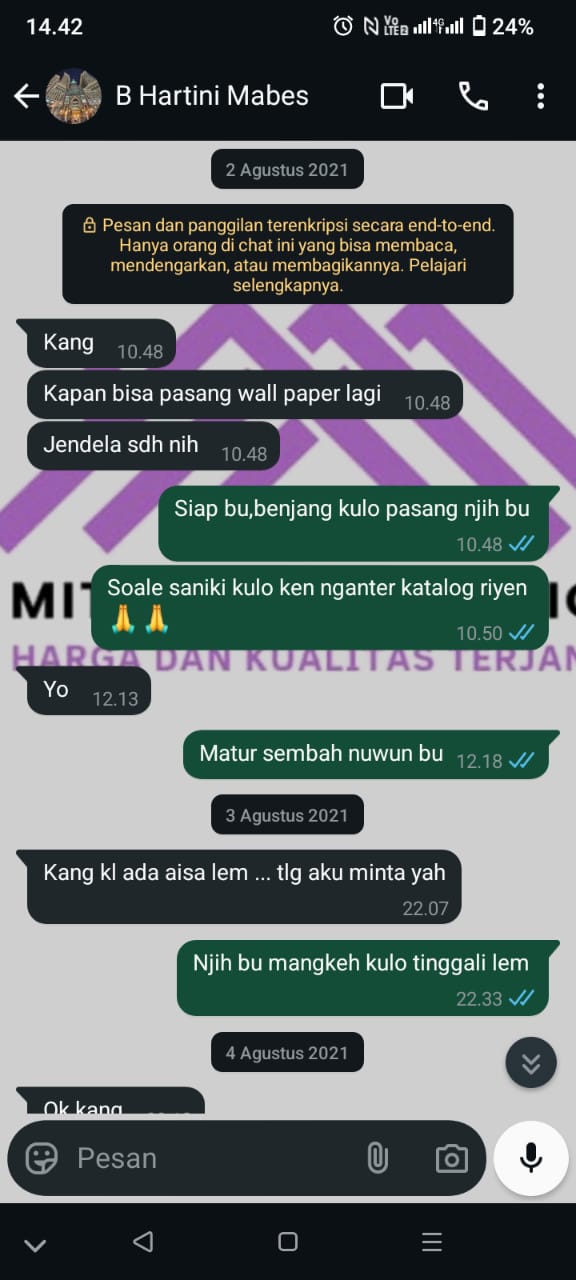 14.42
Vo LTE 2 4G 24%
B Hartini Mabes
2 Agustus 2021
Pesan dan panggilan terenkripsi secara end-to-end.
Hanya orang di chat ini yang bisa membaca,
mendengarkan, atau membagikannya. Pelajari
selengkapnya.
Kang 10.48
Kapan bisa pasang wall paper lagi 10.48
Jendela sdh nih 10.48
Siap bu,benjang kulo pasang njih bu
10.48
Soale saniki kulo ken nganter katalog riyen
🙏 🙏
10.50
MIT
HARGA DAN KUALITAS TERJAN
Yo 12.13
Matur sembah nuwun bu 12.18
3 Agustus 2021
Kang kl ada aisa lem ... tlg aku minta yah
22.07
Njih bu mangkeh kulo tinggali lem
22.33
4 Agustus 2021
Ok kang
Pesan